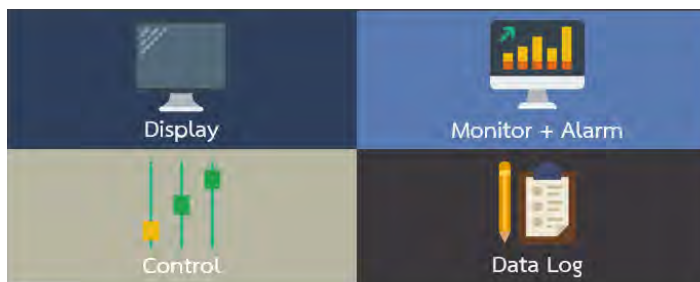 Display
Monitor + Alarm
Control
Data Log